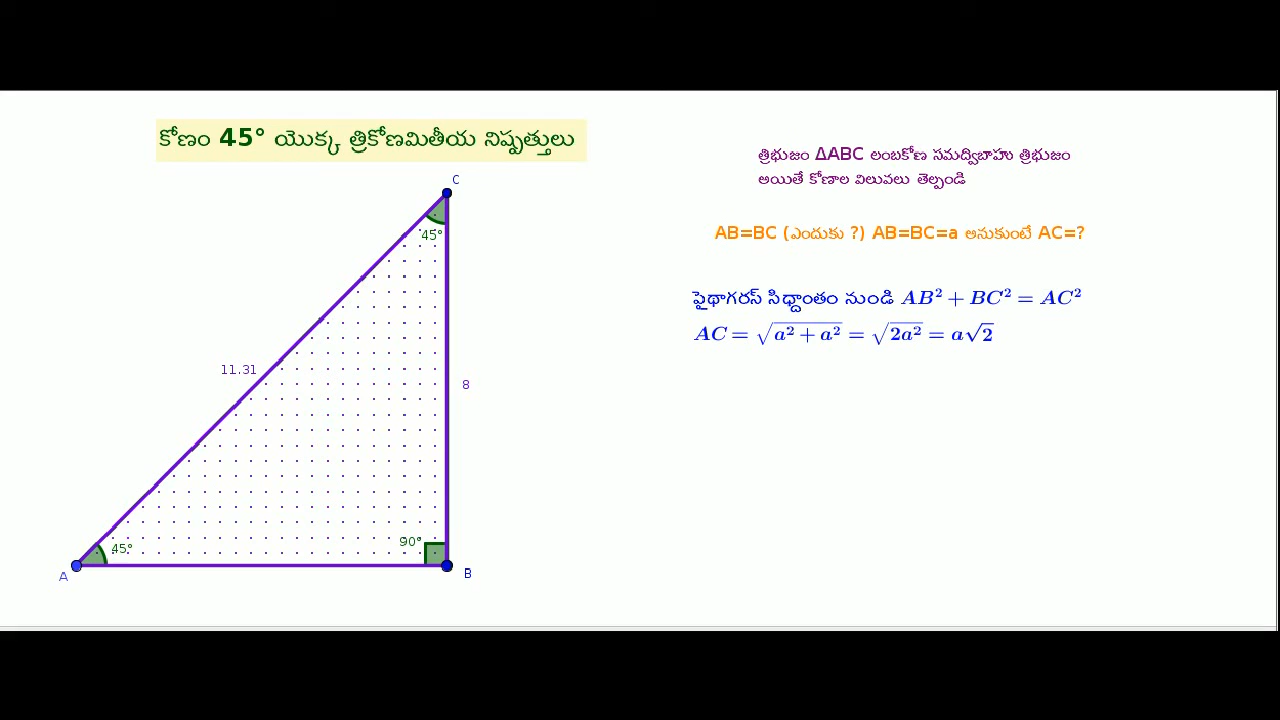 కోణం 45° యొక్క త్రికోణమితీయ నిష్పత్తులు
త్రిభుజం ΔABC లంబకోణ సమద్విబాహు త్రిభుజం
అయితే కోణాల విలువలు తెల్పండి
AB=BC (ఎందుకు ?) AB=BC=a అనుకుంటే AC=?
పైథాగరస్ సిద్ధాంతం నుండి AB² + BC² = AC²
AC = √(a² + a²) = √(2a²) = a√2
C
45°
11.31
8
45°
90°
A
B